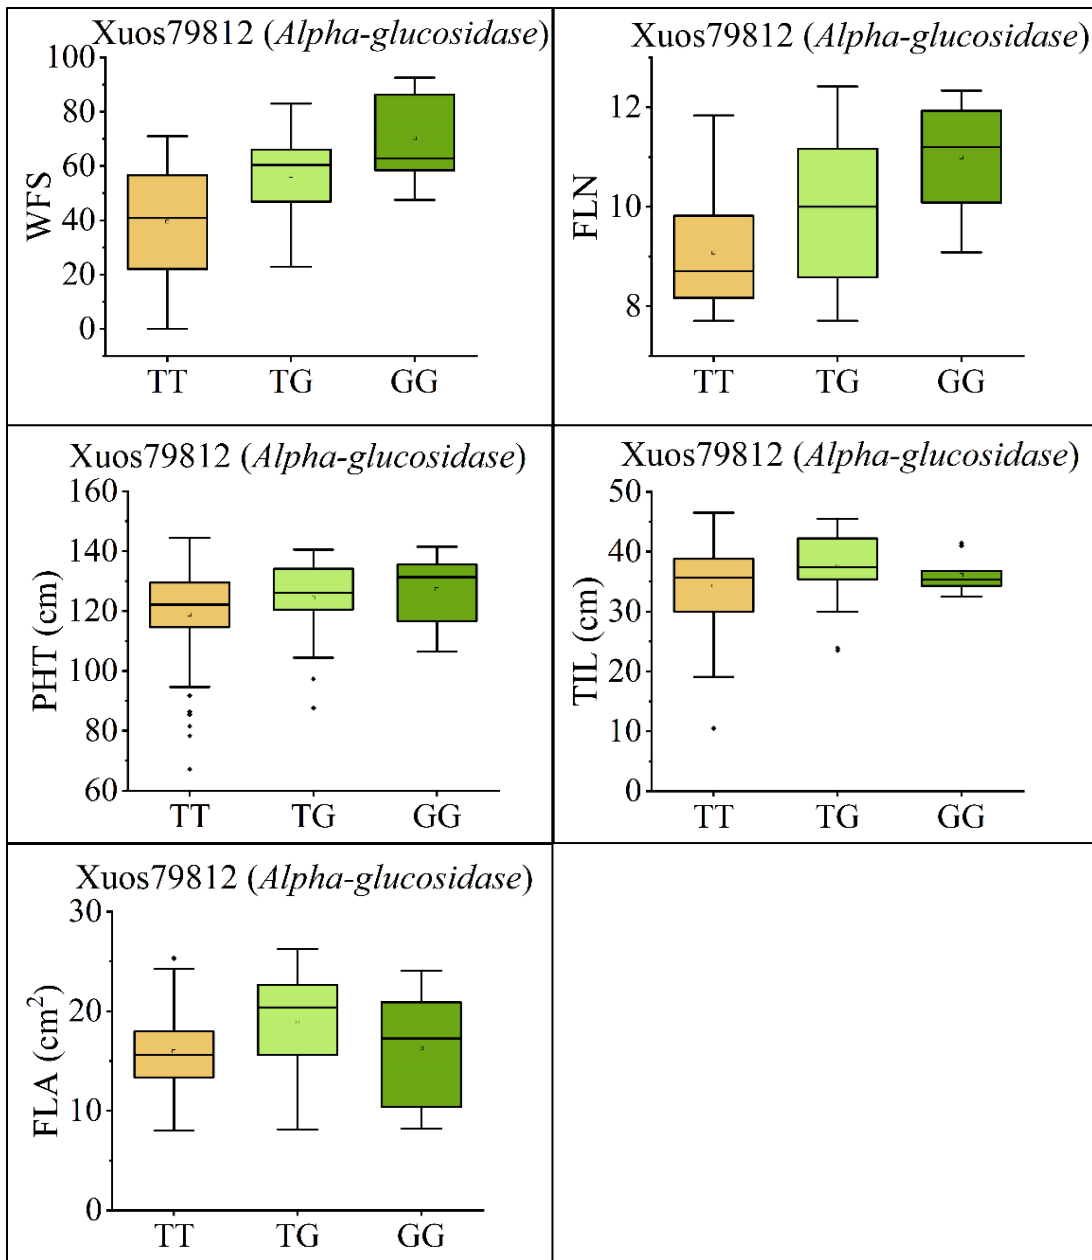 Xuos79812 (Alpha-glucosidase)
100
80
60
40
20
0
WFS
TT TG GG
Xuos79812 (Alpha-glucosidase)
12
10
8
FLN
TT TG GG
Xuos79812 (Alpha-glucosidase)
160
140
120
100
80
60
PHT (cm)
TT TG GG
Xuos79812 (Alpha-glucosidase)
50
40
30
20
10
0
TIL (cm)
TT TG GG
Xuos79812 (Alpha-glucosidase)
30
20
10
0
FLA (cm²)
TT TG GG